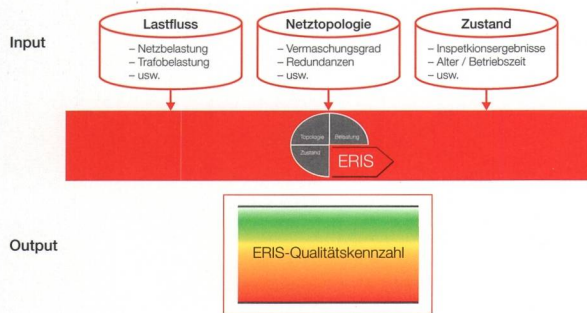 Input
Lastfluss
– Netzbelastung
– Trafobelastung
– usw.
Netztopologie
– Vermaschungsgrad
– Redundanzen
– usw.
Zustand
– Inspetkionsergebnisse
– Alter / Betriebszeit
– usw.
Topologie
Belastung
Zustand
ERIS
Output
ERIS-Qualitätskennzahl